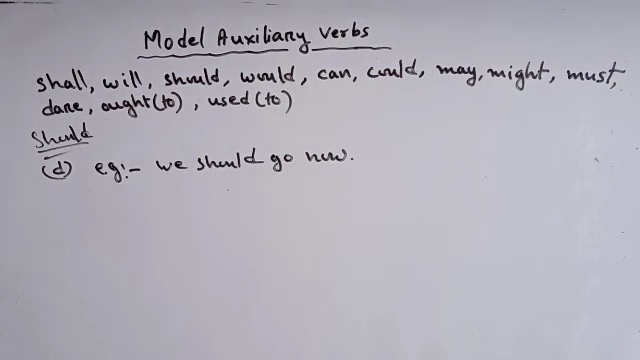 Model Auxiliary Verbs
shall, will, should, would, can, could, may, might, must,
dare, ought(to), used(to)
Should
(d) eg:- we should go now.